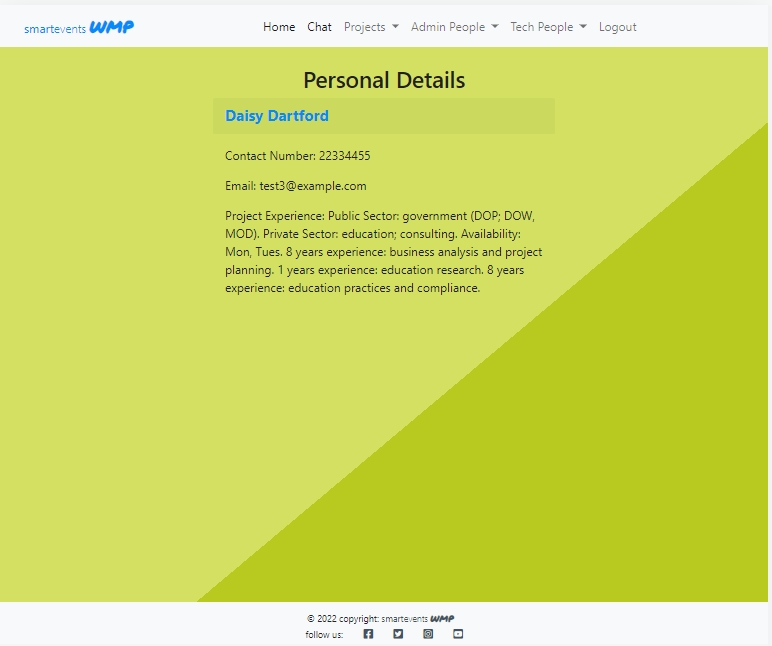 smartevents WMP Home Chat Projects Admin People Tech People Logout
Personal Details
Daisy Dartford
Contact Number: 22334455
Email: test3@example.com
Project Experience: Public Sector: government (DOP; DOW,
MOD). Private Sector: education; consulting. Availability:
Mon, Tues. 8 years experience: business analysis and project
planning. 1 years experience: education research. 8 years
experience: education practices and compliance.
© 2022 copyright: smartevents WMP
follow us: